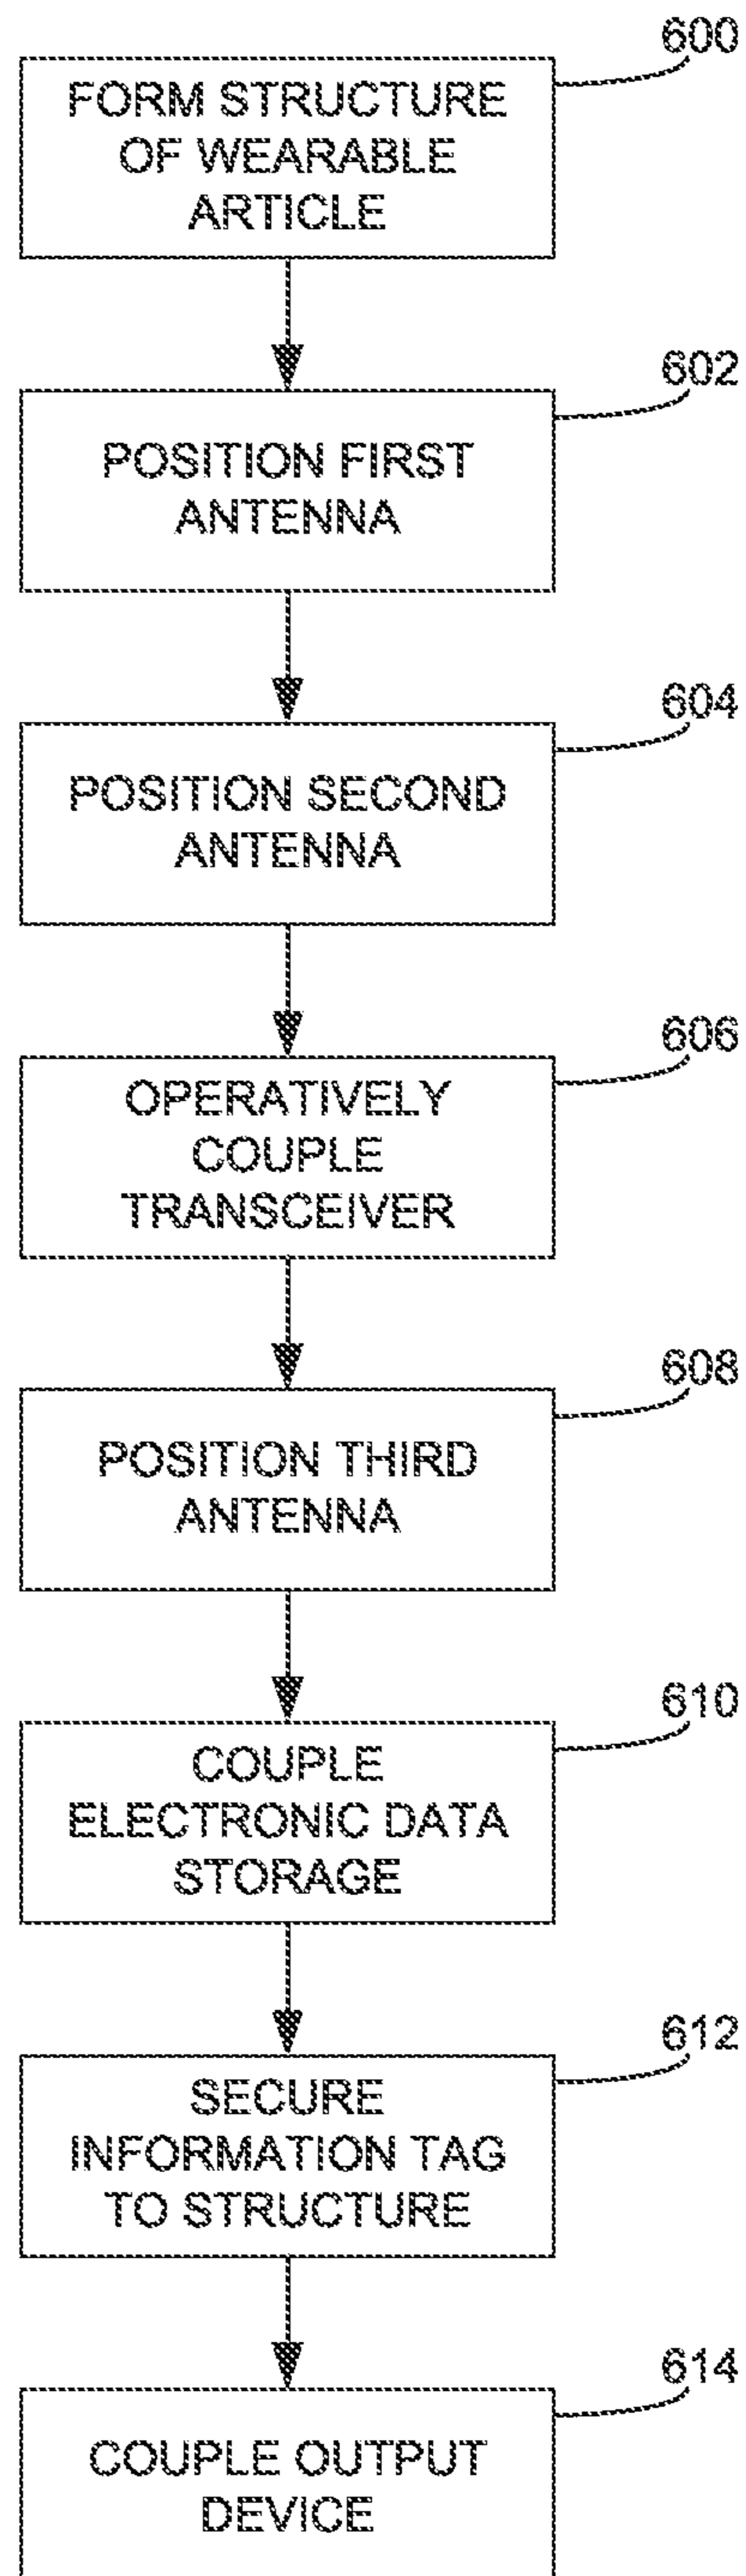 600
FORM STRUCTURE
OF WEARABLE
ARTICLE
602
POSITION FIRST
ANTENNA
604
POSITION SECOND
ANTENNA
606
OPERATIVELY
COUPLE
TRANSCEIVER
608
POSITION THIRD
ANTENNA
610
COUPLE
ELECTRONIC DATA
STORAGE
612
SECURE
INFORMATION TAG
TO STRUCTURE
614
COUPLE OUTPUT
DEVICE